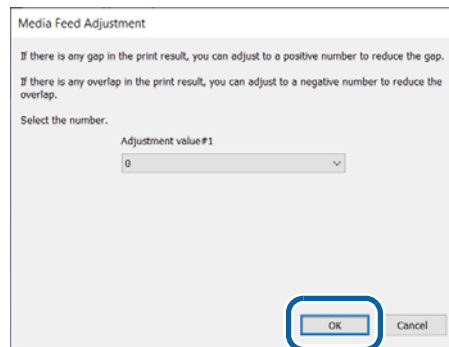 Media Feed Adjustment
If there is any gap in the print result, you can adjust to a positive number to reduce the gap.
If there is any overlap in the print result, you can adjust to a negative number to reduce the
overlap.
Select the number.
Adjustment value#1
0
OK Cancel